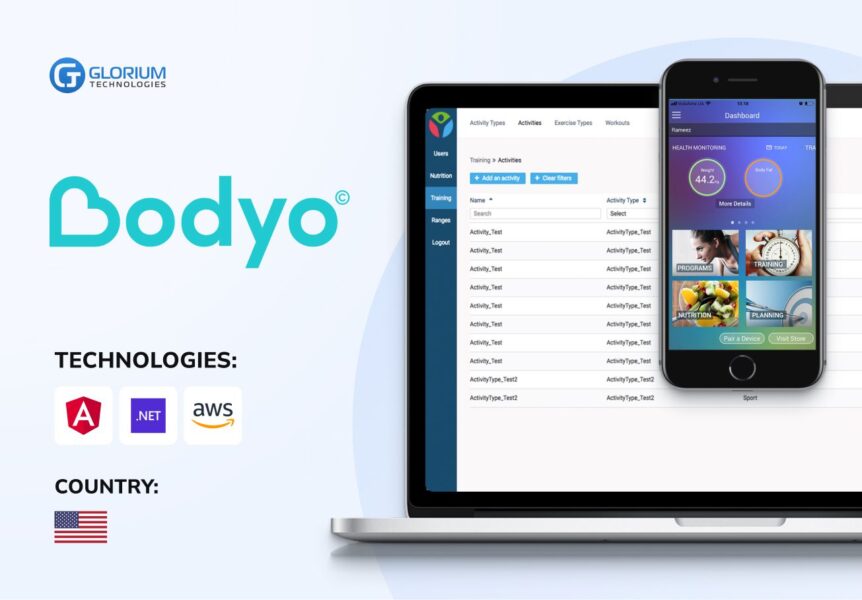 GLORIUM
TECHNOLOGIES
Bodyo©
TECHNOLOGIES:
.NET
aws
COUNTRY:
Activity Types Activities Exercise Types Workouts
Users
Nutrition
Training
Ranges
Logout
Training > Activities
+ Add an activity + Clear filters
Name Activity Type
Search Select
Activity_Test ActivityType_Test
Activity_Test ActivityType_Test
Activity_Test ActivityType_Test
Activity_Test ActivityType_Test
Activity_Test ActivityType_Test
Activity_Test ActivityType_Test
Activity_Test ActivityType_Test
Activity_Test ActivityType_Test
ActivityType_Test2 ActivityType_Test2
ActivityType_Test2 ActivityType_Test2
Sport
Dashboard
Rameez
HEALTH MONITORING TODAY TRA
Weight
44.2
Body Fat
More Details
PROGRAMS
TRAINING
NUTRITION
PLANNING
Pair a Device Visit Store